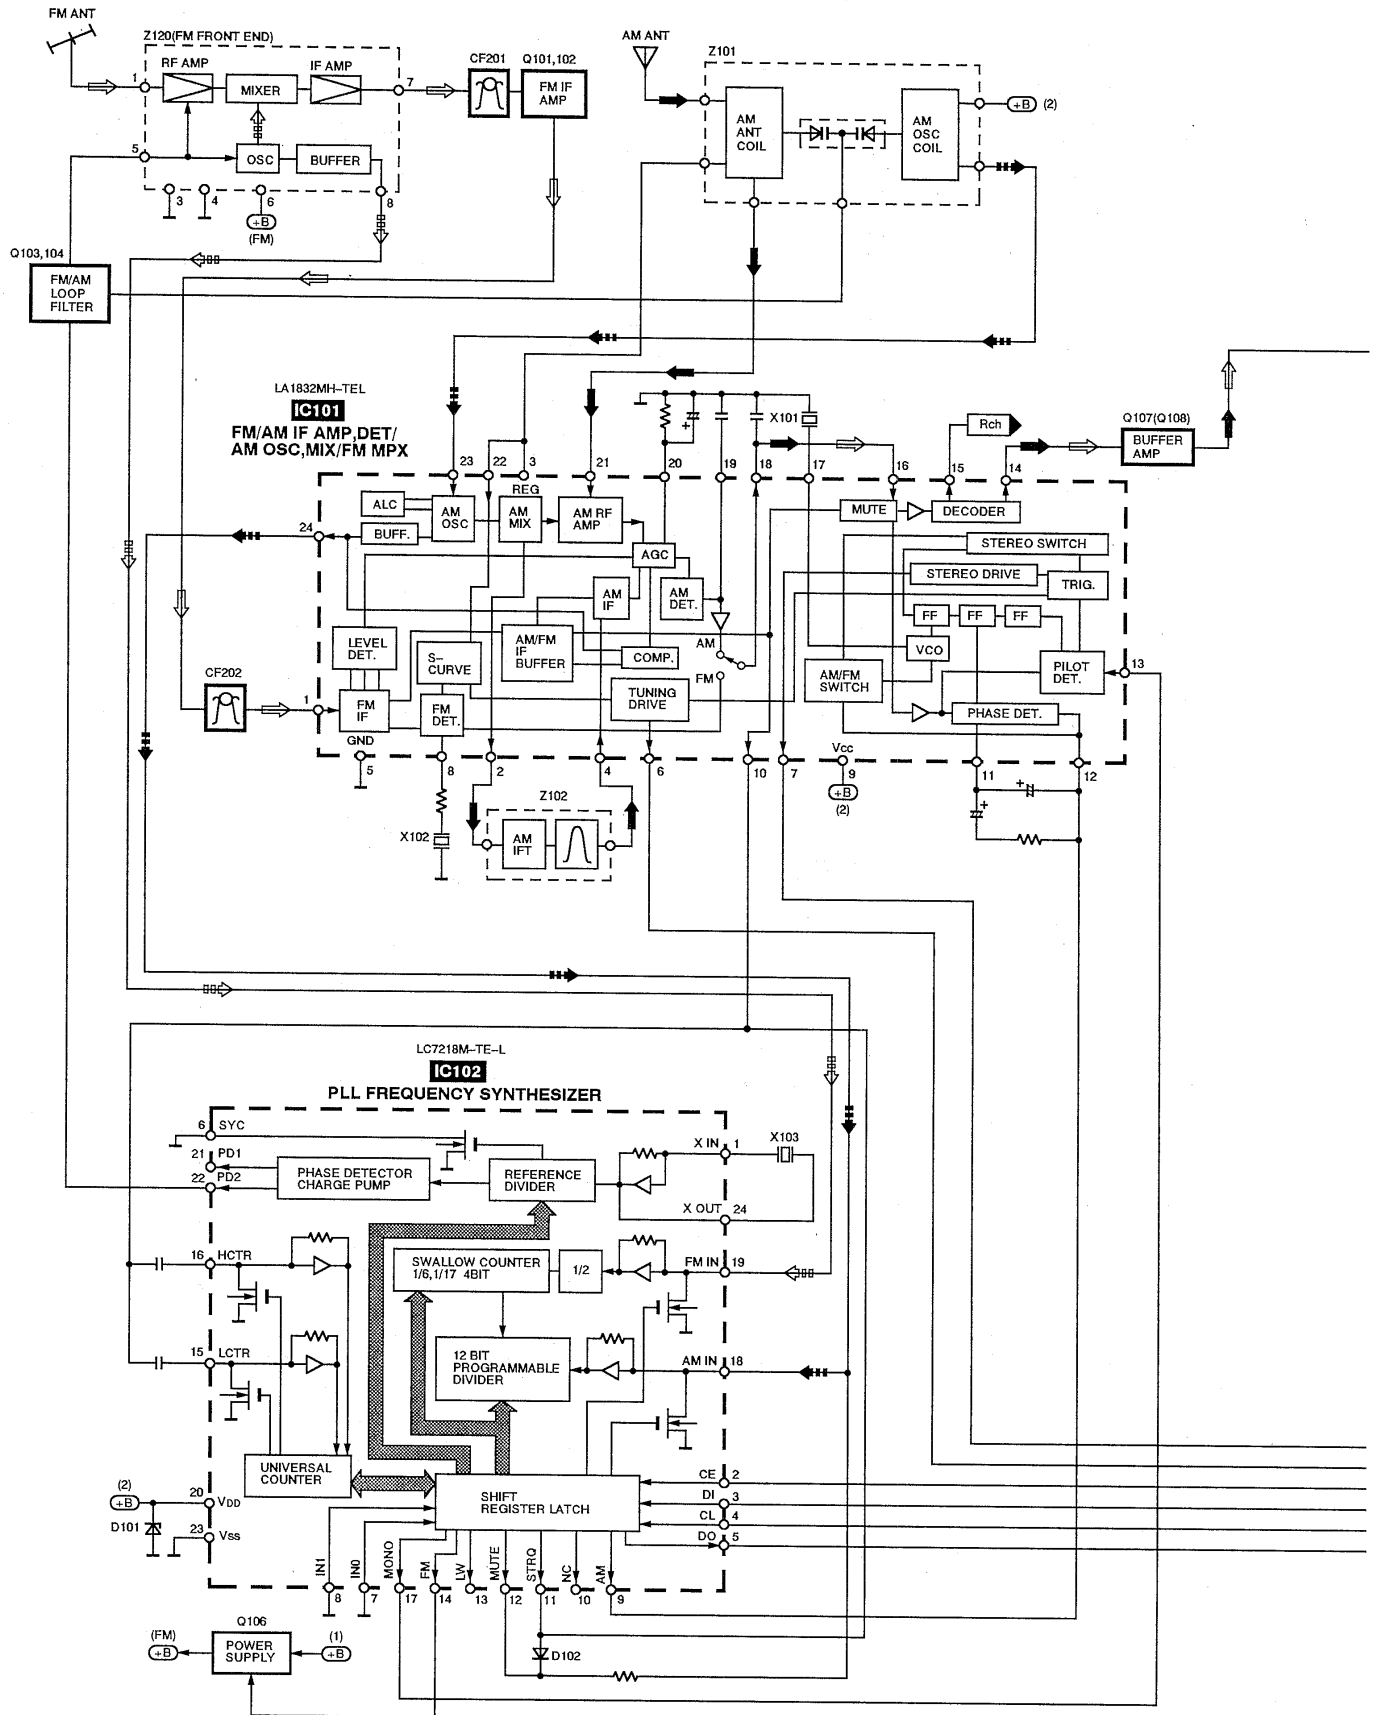 FM ANT
Z120(FM FRONT END)
RF AMP
IF AMP
MIXER
OSC
BUFFER
1
7
5
3
4
6
8
+B
(FM)
CF201
Q101,102
FM IF
AMP
AM ANT
Z101
AM
ANT
COIL
AM
OSC
COIL
+B (2)
Q103,104
FM/AM
LOOP
FILTER
LA1832MH-TEL
IC101
FM/AM IF AMP,DET/
AM OSC,MIX/FM MPX
X101
Rch
Q107(Q108)
BUFFER
AMP
23
22
3
21
20
19
18
17
16
15
14
REG
ALC
AM
OSC
AM
MIX
AM RF
AMP
MUTE
DECODER
24
BUFF.
STEREO SWITCH
AGC
STEREO DRIVE
TRIG.
AM
IF
AM
DET.
FF
FF
FF
LEVEL
DET.
S-
CURVE
AM/FM
IF
BUFFER
COMP.
AM
FM
VCO
PILOT
DET.
13
CF202
AM/FM
SWITCH
TUNING
DRIVE
1
FM
IF
FM
DET.
PHASE DET.
GND
Vcc
5
8
2
4
6
10
7
9
11
12
+B
(2)
+
+
+
X102
Z102
AM
IFT
LC7218M-TE-L
IC102
PLL FREQUENCY SYNTHESIZER
6 SYC
21 PD1
22 PD2
PHASE DETECTOR
CHARGE PUMP
REFERENCE
DIVIDER
X IN 1
X103
X OUT 24
16 HCTR
SWALLOW COUNTER
1/6,1/17 4BIT
1/2
FM IN 19
15 LCTR
12 BIT
PROGRAMMABLE
DIVIDER
AM IN 18
UNIVERSAL
COUNTER
SHIFT
REGISTER LATCH
CE 2
DI 3
CL 4
DO 5
(2)
+B
20 VDD
D101
23 Vss
IN1
IN0
MONO
FM
LW
MUTE
STRQ
NC
AM
8
7
17
14
13
12
11
10
9
Q106
(FM)
+B
POWER
SUPPLY
(1)
+B
D102